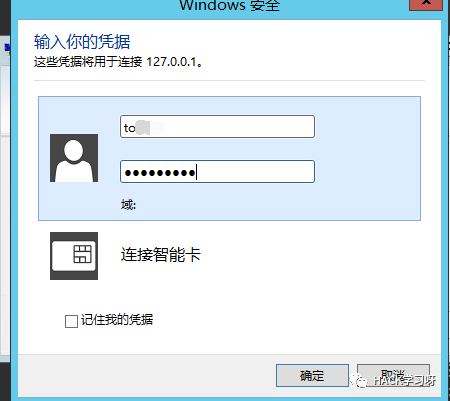 Windows 安全
输入你的凭据
这些凭据将用于连接 127.0.0.1。
to
●●●●●●●●●
域:
连接智能卡
记住我的凭据
确定
取消
HACK学习呀